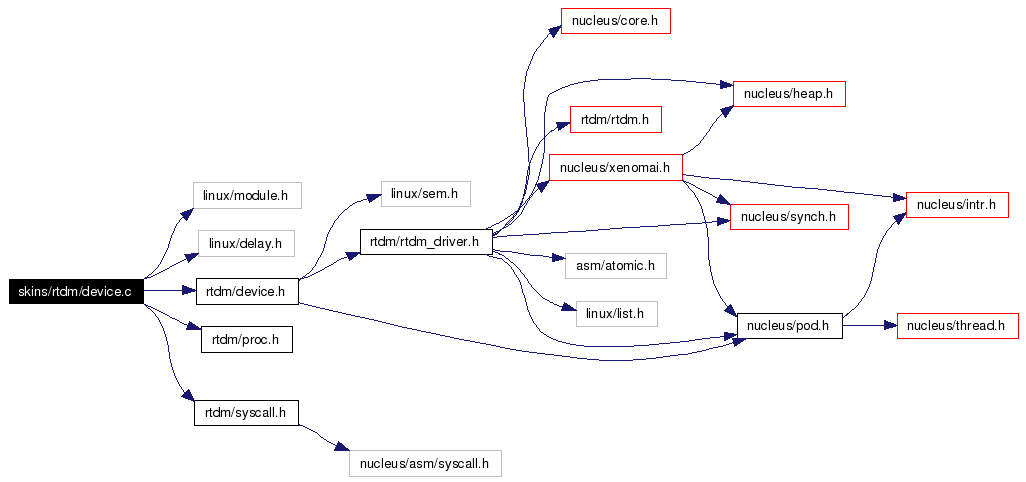 nucleus/core.h
nucleus/heap.h
rtdm/rtdm.h
nucleus/xenomai.h
linux/module.h
linux/sem.h
nucleus/intr.h
nucleus/synch.h
linux/delay.h
rtdm/rtdm_driver.h
asm/atomic.h
skins/rtdm/device.c
rtdm/device.h
linux/list.h
nucleus/pod.h
nucleus/thread.h
rtdm/proc.h
rtdm/syscall.h
nucleus/asm/syscall.h